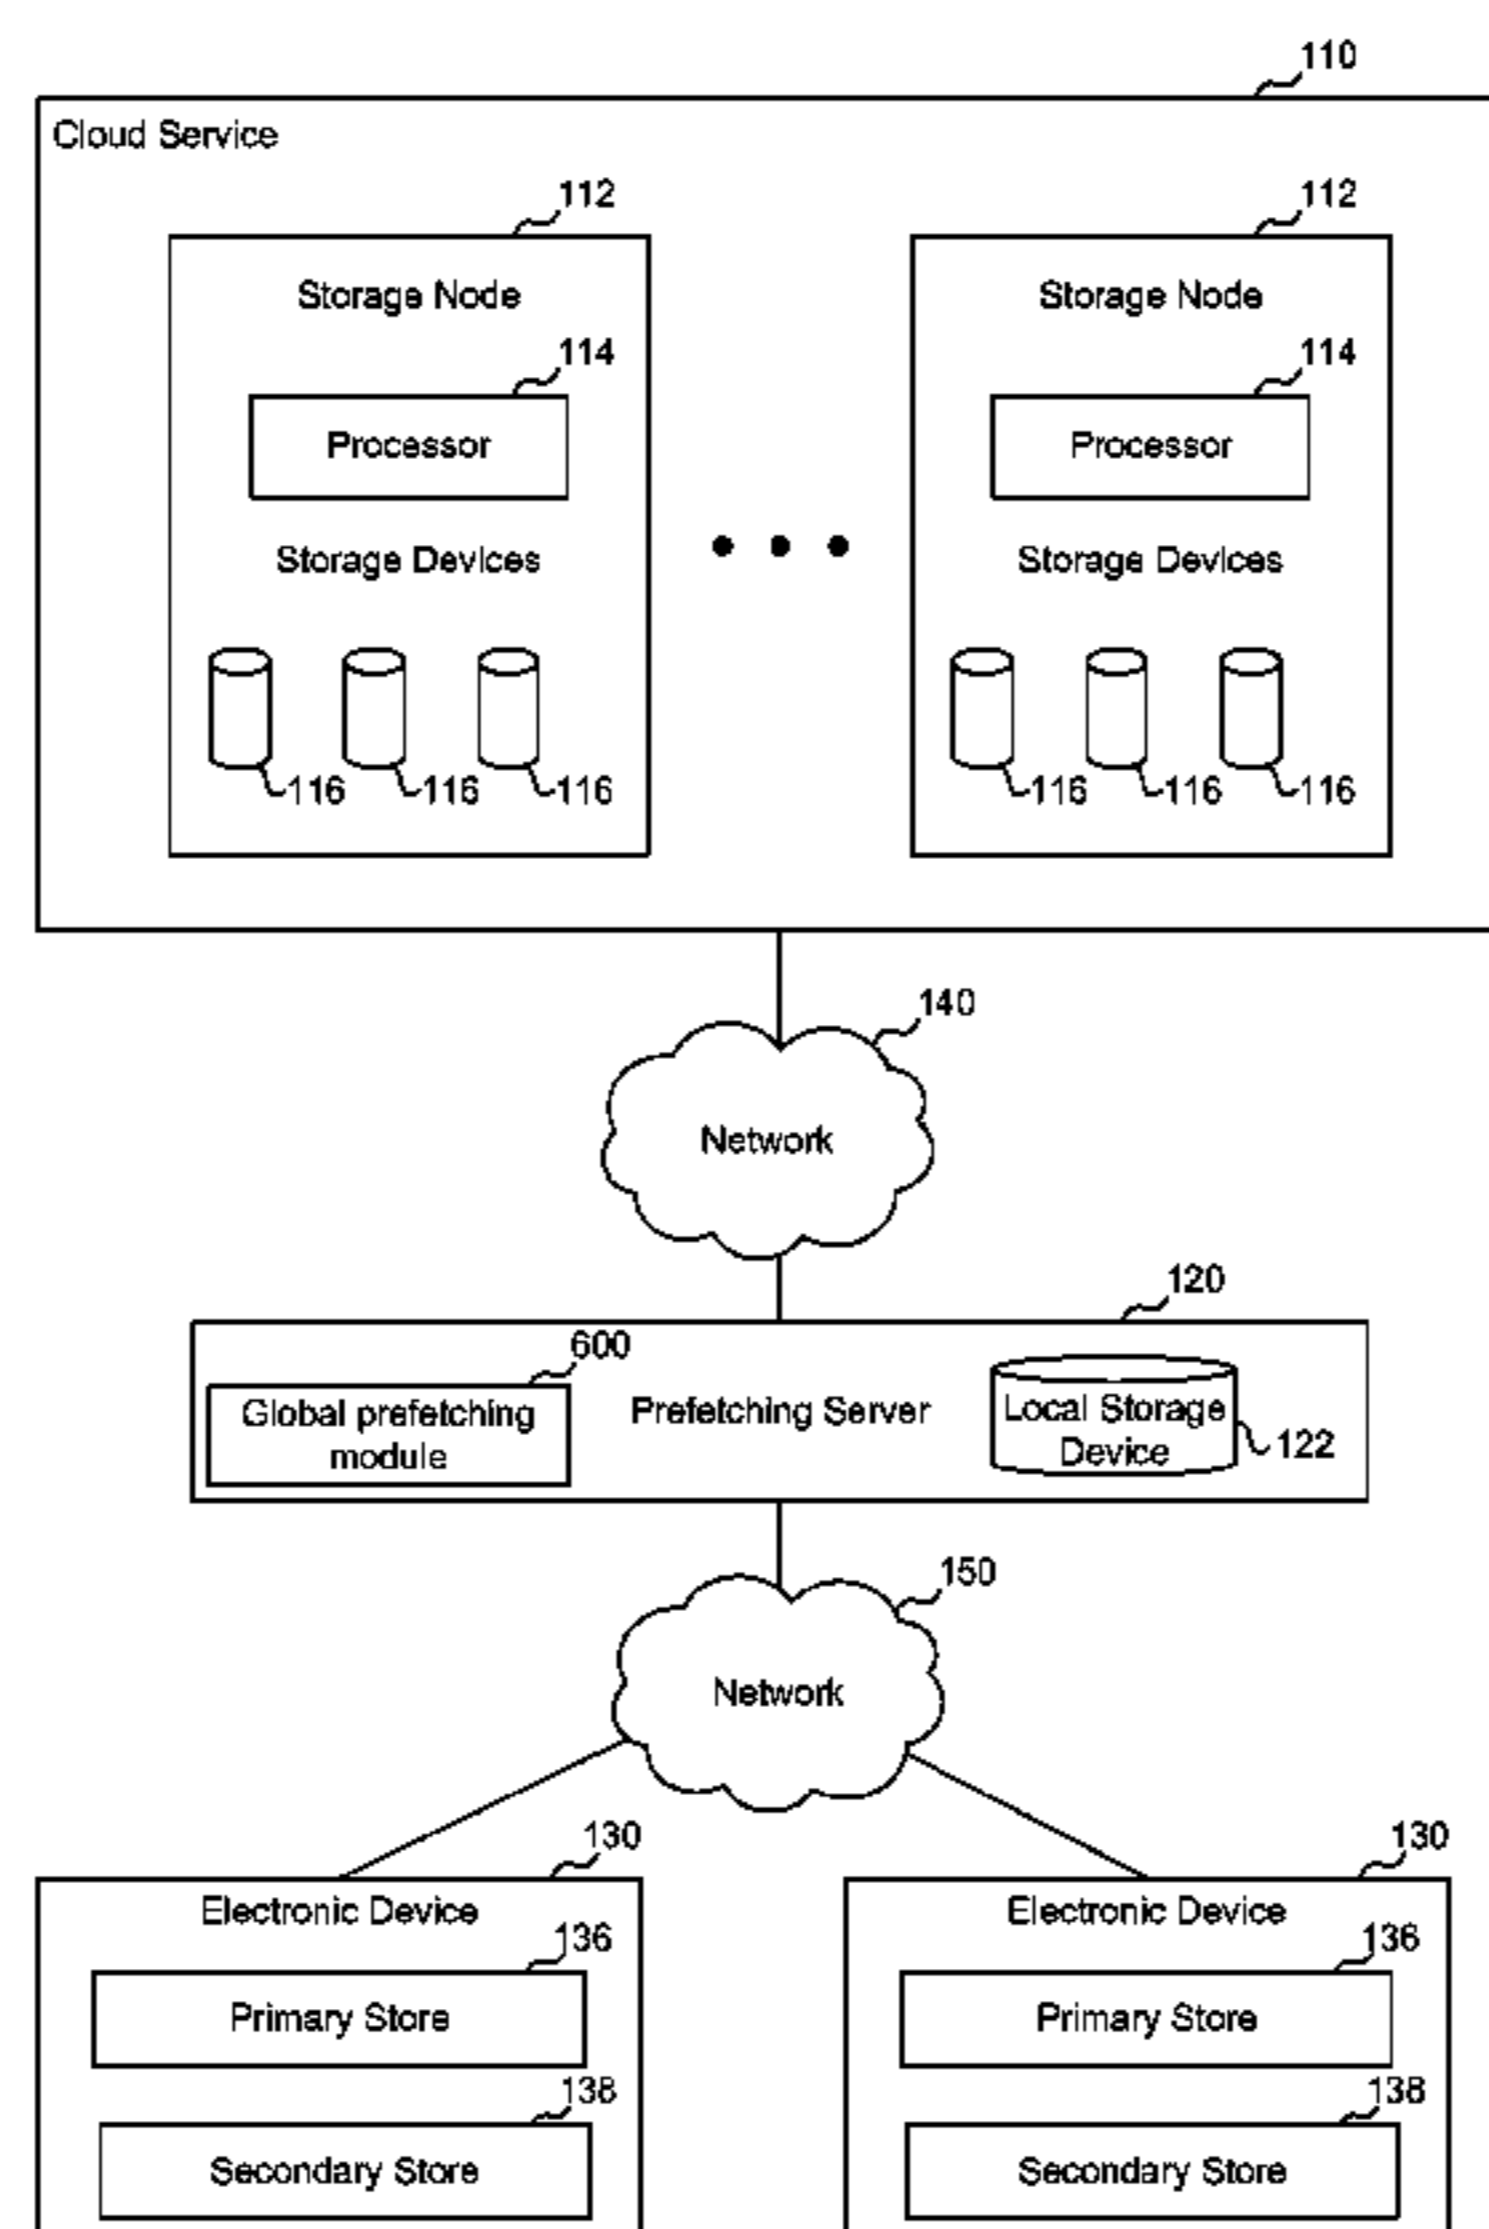 110
Cloud Service
112
112
Storage Node
Storage Node
114
114
Processor
Processor
Storage Devices
Storage Devices
116
116
116
116
116
116
140
Network
120
600
Global prefetching
module
Prefetching Server
Local Storage
Device
122
150
Network
130
130
Electronic Device
Electronic Device
136
136
Primary Store
Primary Store
138
138
Secondary Store
Secondary Store